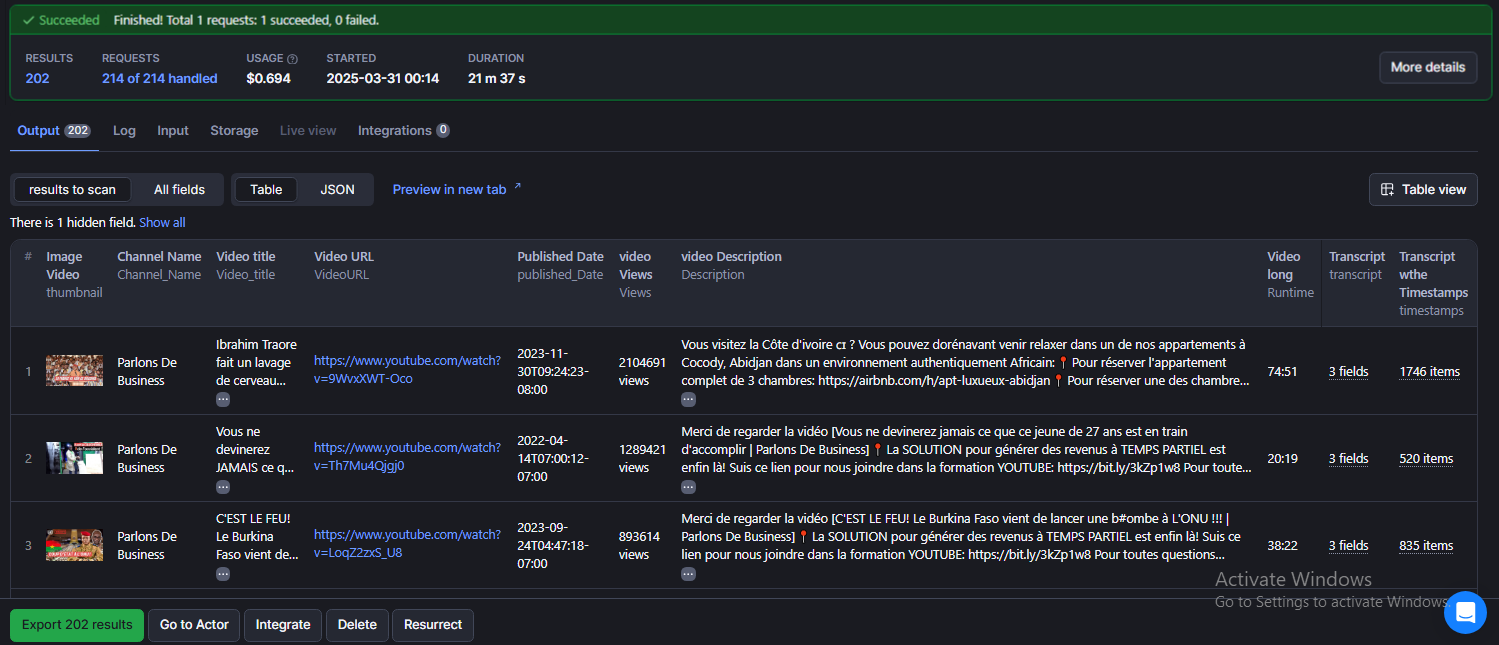 Succeeded Finished! Total 1 requests: 1 succeeded, 0 failed.
RESULTS REQUESTS USAGE STARTED DURATION
202 214 of 214 handled $0.694 2025-03-31 00:14 21 m 37 s
More details
Output 202 Log Input Storage Live view Integrations 0
results to scan All fields Table JSON Preview in new tab
Table view
There is 1 hidden field. Show all
# Image Video thumbnail
Channel Name Channel_Name
Video title Video_title
Video URL VideoURL
Published Date published_Date
video Views Views
video Description Description
Video long Runtime
Transcript transcript
Transcript wthe Timestamps timestamps
1
Parlons De
Business
Ibrahim Traore
fait un lavage
de cerveau...
https://www.youtube.com/watch?
v=9WvxXWT-Oco
2023-11-
30T09:24:23-
08:00
2104691
views
Vous visitez la Côte d'ivoire ᴄɪ ? Vous pouvez dorénavant venir relaxer dans un de nos appartements à
Cocody, Abidjan dans un environnement authentiquement Africain: 📍 Pour réserver l'appartement
complet de 3 chambres: https://airbnb.com/h/apt-luxueux-abidjan 📍 Pour réserver une des chambre...
74:51
3 fields
1746 items
2
Parlons De
Business
Vous ne
devinerez
JAMAIS ce q...
https://www.youtube.com/watch?
v=Th7Mu4Qjgj0
2022-04-
14T07:00:12-
07:00
1289421
views
Merci de regarder la vidéo [Vous ne devinerez jamais ce que ce jeune de 27 ans est en train
d'accomplir | Parlons De Business] 📍 La SOLUTION pour générer des revenus à TEMPS PARTIEL est
enfin là! Suis ce lien pour nous joindre dans la formation YOUTUBE: https://bit.ly/3kZp1w8 Pour toute...
20:19
3 fields
520 items
3
Parlons De
Business
C'EST LE FEU!
Le Burkina
Faso vient de...
https://www.youtube.com/watch?
v=LoqZ2zxS_U8
2023-09-
24T04:47:18-
07:00
893614
views
Merci de regarder la vidéo [C'EST LE FEU! Le Burkina Faso vient de lancer une b#ombe à L'ONU !!! |
Parlons De Business] 📍 La SOLUTION pour générer des revenus à TEMPS PARTIEL est enfin là! Suis ce
lien pour nous joindre dans la formation YOUTUBE: https://bit.ly/3kZp1w8 Pour toutes questions...
38:22
3 fields
835 items
Activate Windows
Go to Settings to activate Windows.
Export 202 results Go to Actor Integrate Delete Resurrect